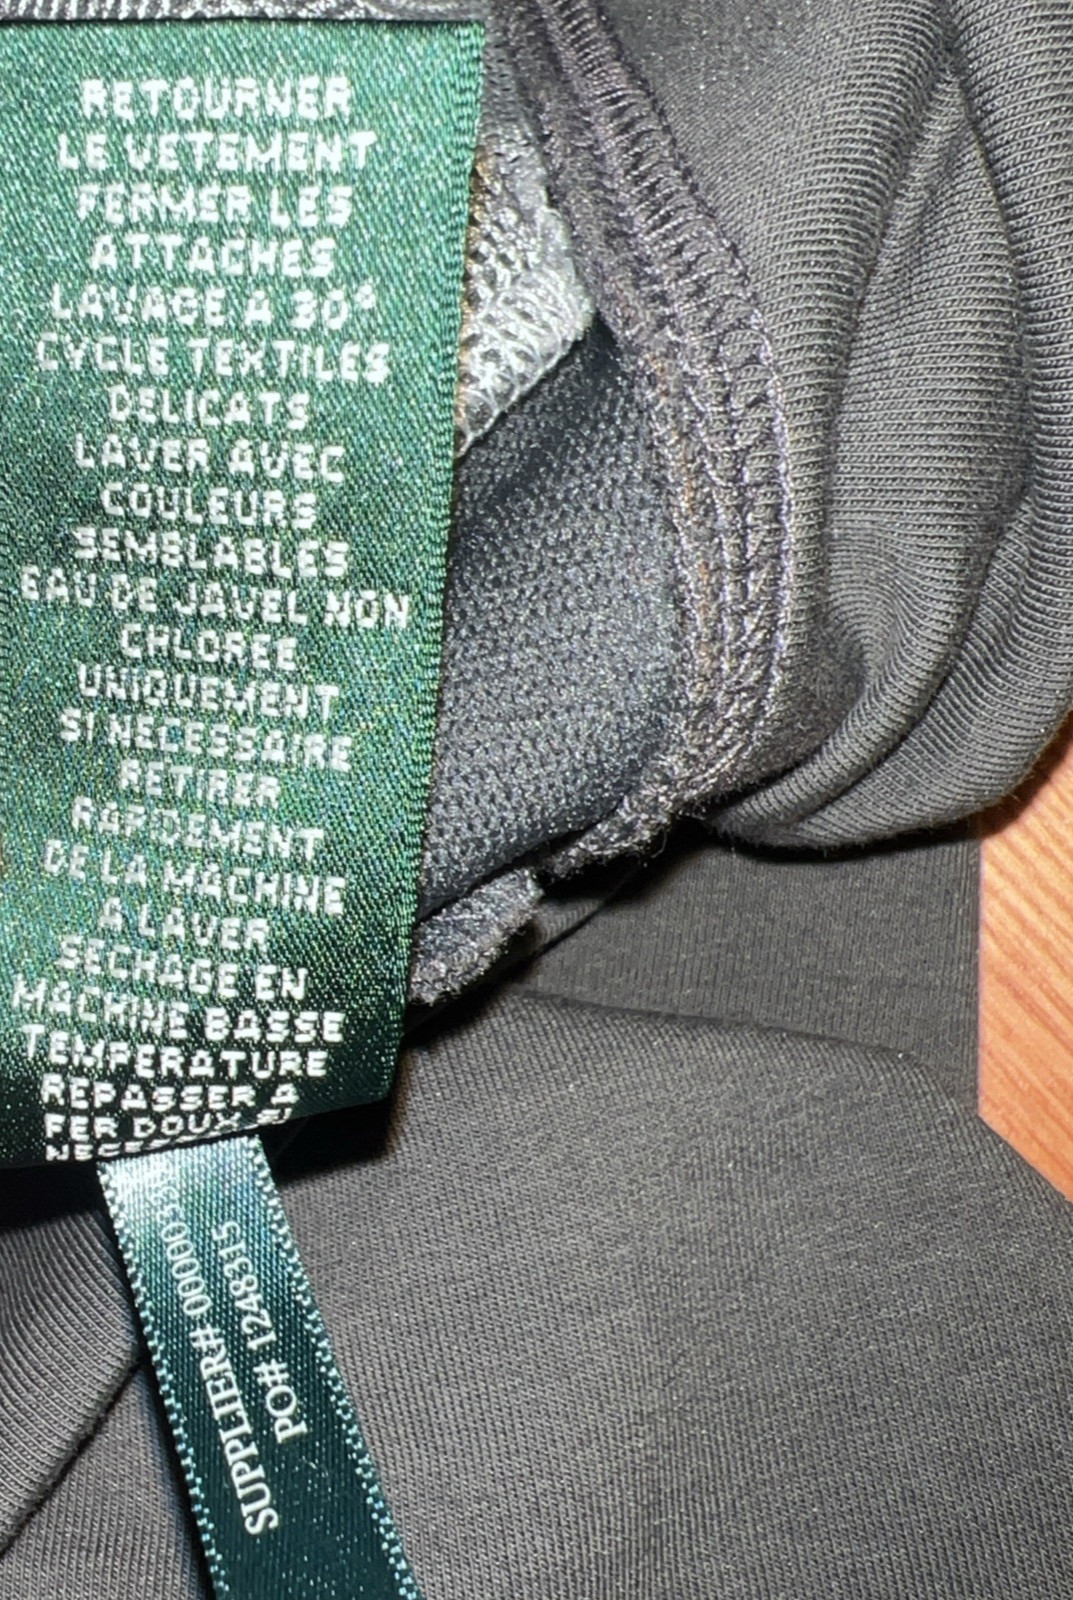 RETOURNER
LE VETEMENT
FERMER LES
ATTACHES
LAVAGE A 30°
CYCLE TEXTILES
DELICATS
LAVER AVEC
COULEURS
SEMBLABLES
EAU DE JAVEL NON
CHLOREE
UNIQUEMENT
SI NECESSAIRE
RETIRER
RAPIDEMENT
DE LA MACHINE
A LAVER
SECHAGE EN
MACHINE BASSE
TEMPERATURE
REPASSER A
FER DOUX SI
SUPPLIER#
PO# 1248315